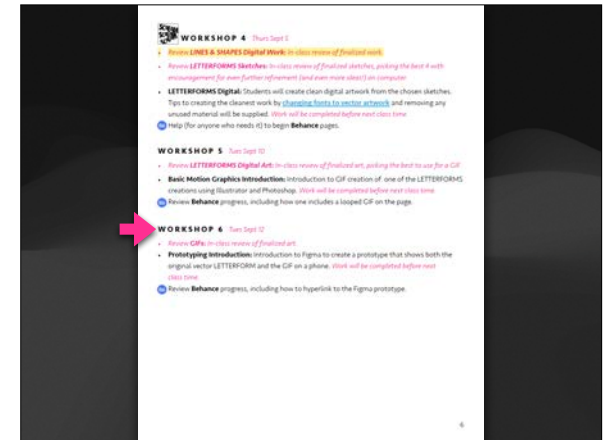 WORKSHOP 4 Thurs Sept 5
Review LINES & SHAPES Digital Work: In-class review of finalized work.
Review LETTERFORMS Sketches: In-class review of finalized sketches, picking the best 4 with
encouragement for even further refinement (and even more ideas!) on computer
LETTERFORMS Digital: Students will create clean digital artwork from the chosen sketches.
Tips to creating the cleanest work by changing fonts to vector artwork and removing any
unused material will be supplied. Work will be completed before next class time
Help (for anyone who needs it) to begin Behance pages.
WORKSHOP 5 Tues Sept 10
Review LETTERFORMS Digital Art: In-class review of finalized art, picking the best to use for a GIF
Basic Motion Graphics Introduction: Introduction to GIF creation of one of the LETTERFORMS
creations using Illustrator and Photoshop. Work will be completed before next class time
Review Behance progress, including how one includes a looped GIF on the page.
WORKSHOP 6 Tues Sept 12
Review GIFs: In-class review of finalized art.
Prototyping Introduction: Introduction to Figma to create a prototype that shows both the
original vector LETTERFORM and the GIF on a phone. Work will be completed before next
class time
Review Behance progress, including how to hyperlink to the Figma prototype.
6